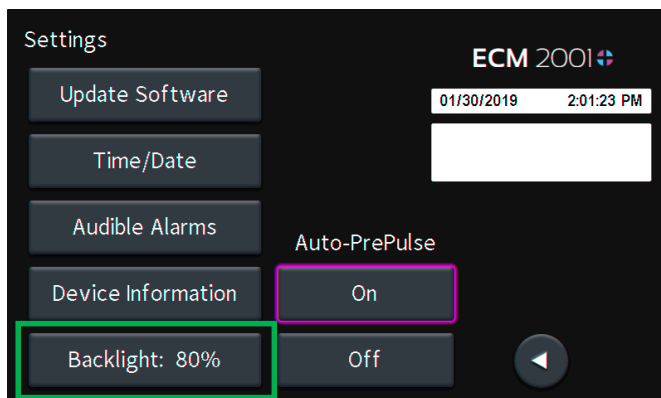 Settings
ECM 2001
Update Software
01/30/2019 2:01:23 PM
Time/Date
Audible Alarms
Auto-PrePulse
Device Information
On
Backlight: 80%
Off